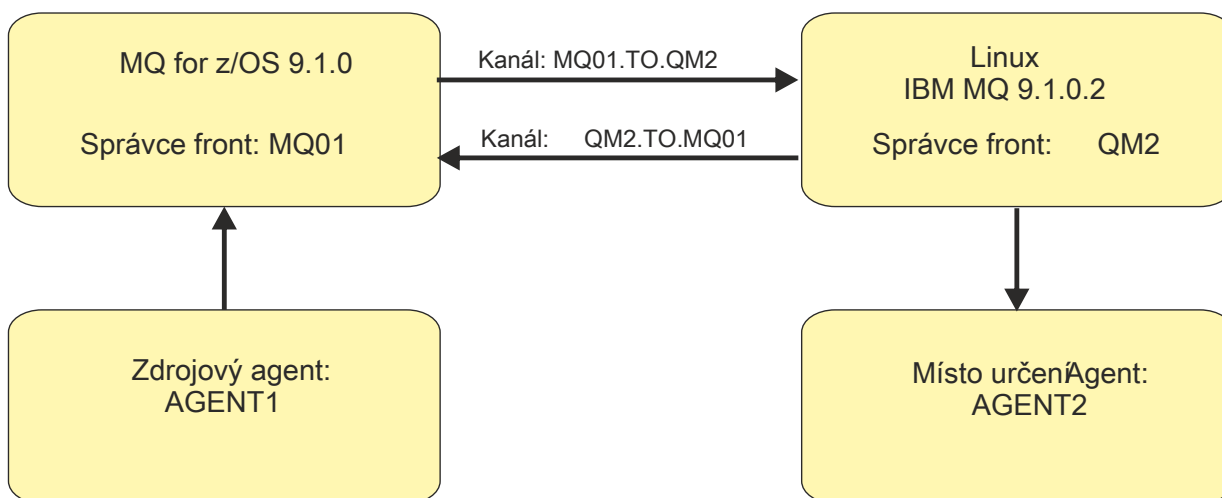 MQ for z/OS 9.1.0
Správce front: MQ01
Kanál: MQ01.TO.QM2
Kanál: QM2.TO.MQ01
Linux
IBM MQ 9.1.0.2
Správce front: QM2
Zdrojový agent:
AGENT1
Místo určeníAgent:
AGENT2